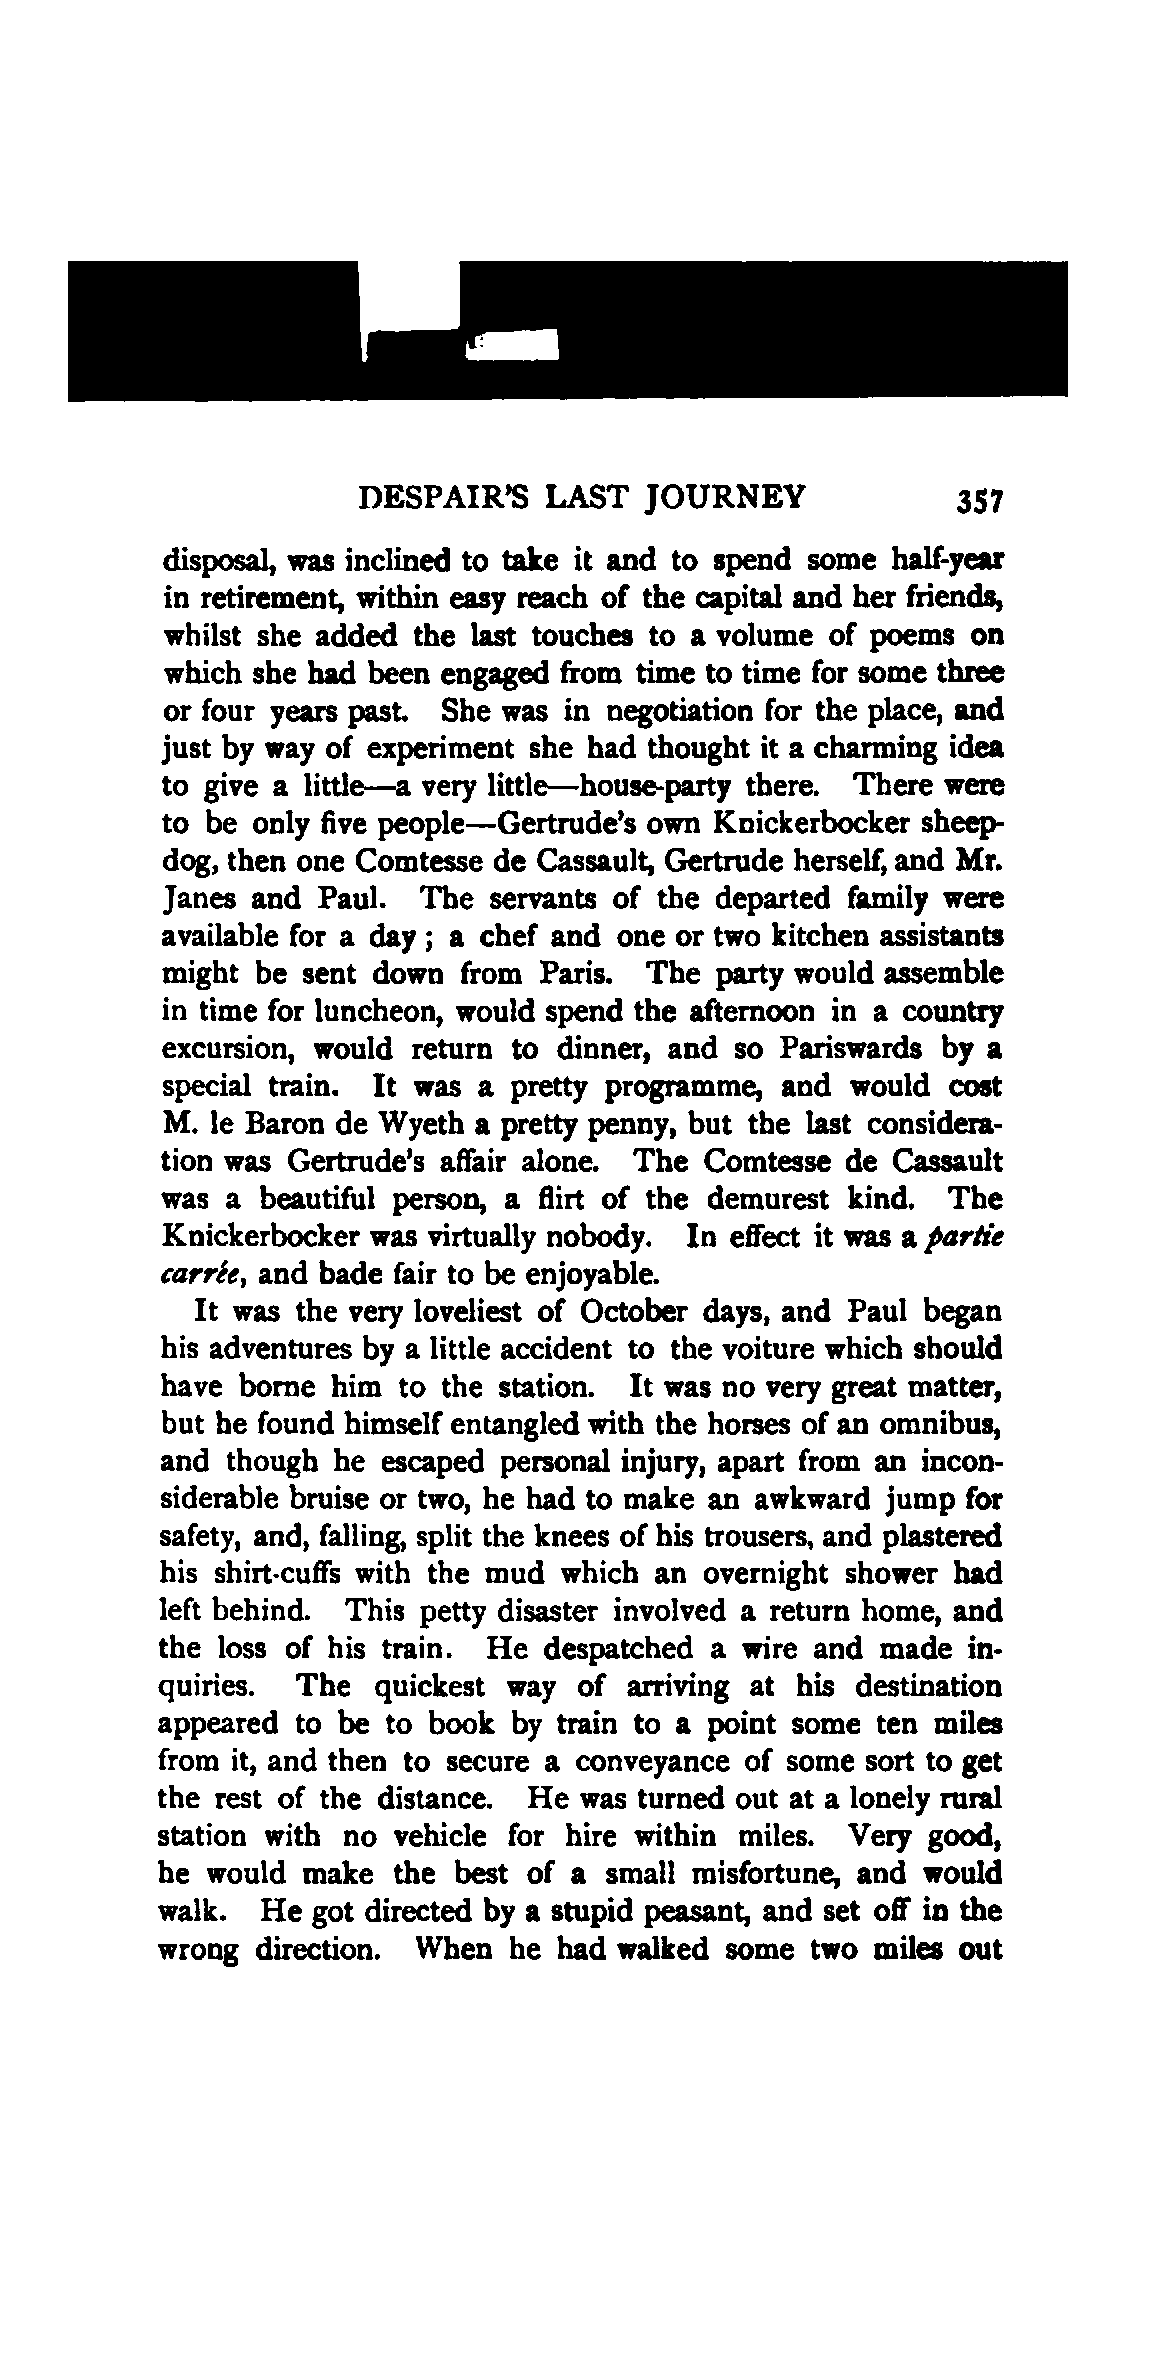 DESPAIR'S LAST JOURNEY 357
disposal, was inclined to take it and to spend some half-year
in retirement, within easy reach of the capital and her friends,
whilst she added the last touches to a volume of poems on
which she had been engaged from time to time for some three
or four years past. She was in negotiation for the place, and
just by way of experiment she had thought it a charming idea
to give a little—a very little—house-party there. There were
to be only five people—Gertrude's own Knickerbocker sheep-
dog, then one Comtesse de Cassault, Gertrude herself, and Mr.
Janes and Paul. The servants of the departed family were
available for a day ; a chef and one or two kitchen assistants
might be sent down from Paris. The party would assemble
in time for luncheon, would spend the afternoon in a country
excursion, would return to dinner, and so Pariswards by a
special train. It was a pretty programme, and would cost
M. le Baron de Wyeth a pretty penny, but the last considera-
tion was Gertrude's affair alone. The Comtesse de Cassault
was a beautiful person, a flirt of the demurest kind. The
Knickerbocker was virtually nobody. In effect it was a partie
carrée, and bade fair to be enjoyable.
It was the very loveliest of October days, and Paul began
his adventures by a little accident to the voiture which should
have borne him to the station. It was no very great matter,
but he found himself entangled with the horses of an omnibus,
and though he escaped personal injury, apart from an incon-
siderable bruise or two, he had to make an awkward jump for
safety, and, falling, split the knees of his trousers, and plastered
his shirt-cuffs with the mud which an overnight shower had
left behind. This petty disaster involved a return home, and
the loss of his train. He despatched a wire and made in-
quiries. The quickest way of arriving at his destination
appeared to be to book by train to a point some ten miles
from it, and then to secure a conveyance of some sort to get
the rest of the distance. He was turned out at a lonely rural
station with no vehicle for hire within miles. Very good,
he would make the best of a small misfortune, and would
walk. He got directed by a stupid peasant, and set off in the
wrong direction. When he had walked some two miles out